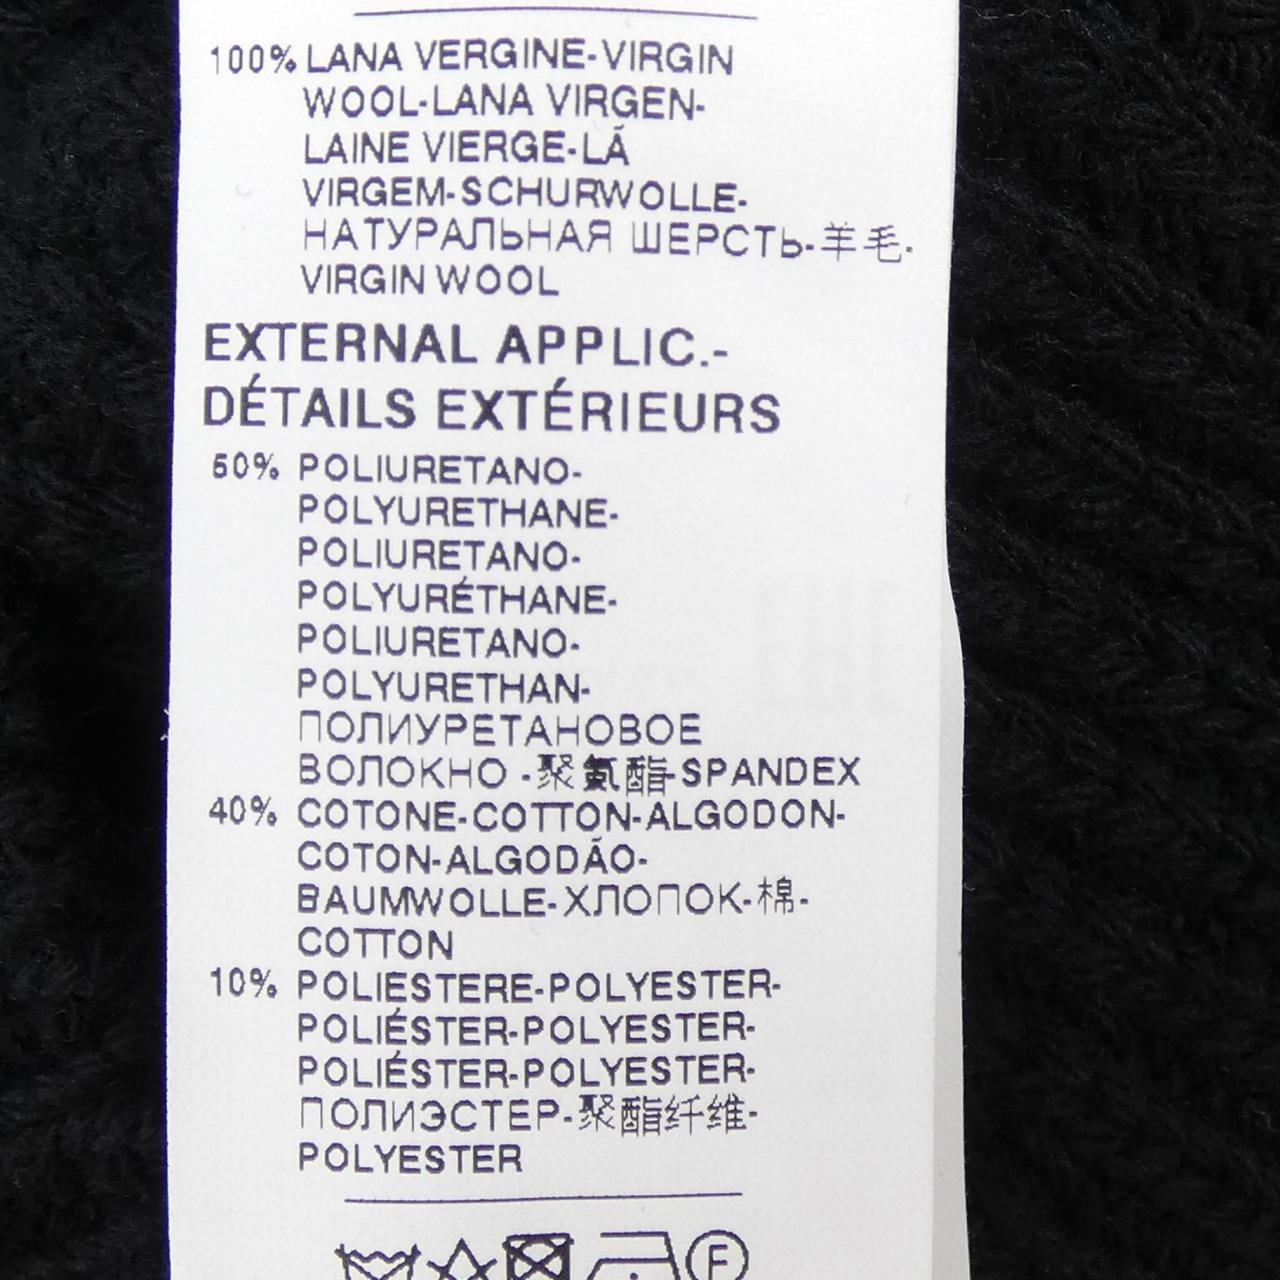 100% LANA VERGINE-VIRGIN
WOOL-LANA VIRGEN-
LAINE VIERGE-LÃ
VIRGEM-SCHURWOLLE-
НАТУРАЛЬНАЯ ШЕРСТЬ-羊毛-
VIRGIN WOOL
EXTERNAL APPLIC.-
DÉTAILS EXTÉRIEURS
50% POLIURETANO-
POLYURETHANE-
POLIURETANO-
POLYURÉTHANE-
POLIURETANO-
POLYURETHAN-
ПОЛИУРЕТАНОВОЕ
ВОЛОКНО -聚氨酯-SPANDEX
40% COTONE-COTTON-ALGODON-
COTON-ALGODÃO-
BAUMWOLLE-ХЛОПОК-棉-
COTTON
10% POLIESTERE-POLYESTER-
POLIÉSTER-POLYESTER-
POLIÉSTER-POLYESTER-
ПОЛИЭСТЕР-聚酯纤维-
POLYESTER
F